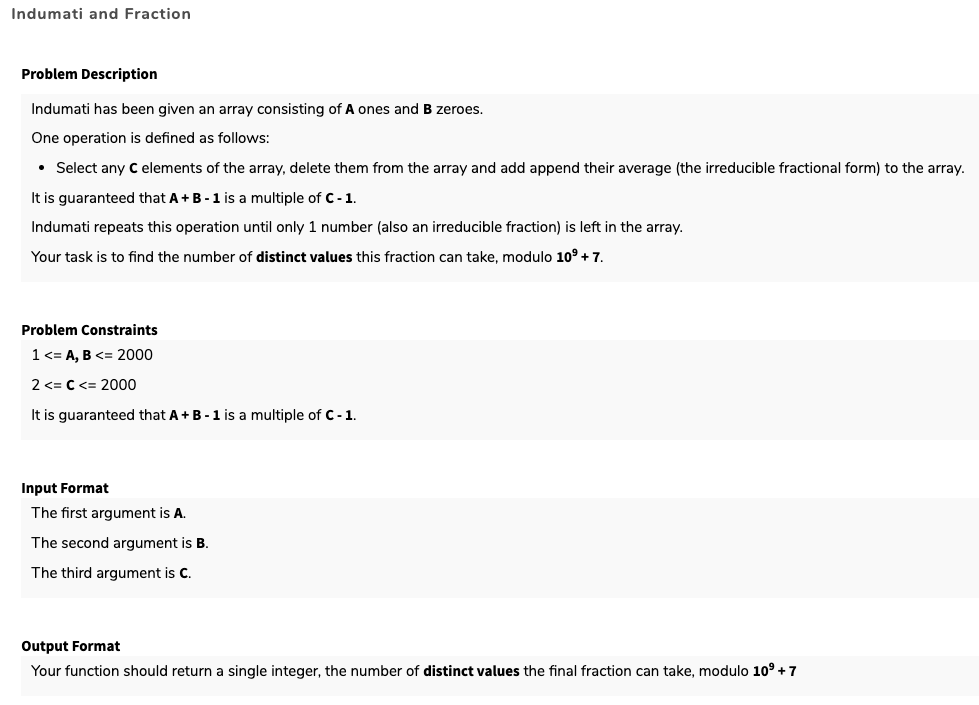 Indumati and Fraction
Problem Description
Indumati has been given an array consisting of A ones and B zeroes.
One operation is defined as follows:
• Select any C elements of the array, delete them from the array and add append their average (the irreducible fractional form) to the array.
It is guaranteed that A + B - 1 is a multiple of C - 1.
Indumati repeats this operation until only 1 number (also an irreducible fraction) is left in the array.
Your task is to find the number of distinct values this fraction can take, modulo 10⁹ + 7.
Problem Constraints
1 <= A, B <= 2000
2 <= C <= 2000
It is guaranteed that A + B - 1 is a multiple of C - 1.
Input Format
The first argument is A.
The second argument is B.
The third argument is C.
Output Format
Your function should return a single integer, the number of distinct values the final fraction can take, modulo 10⁹ + 7